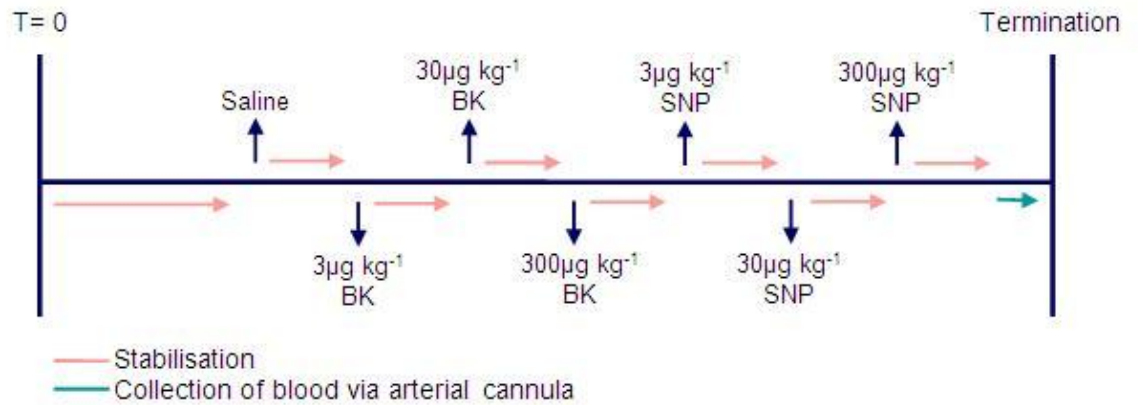 T= 0
Termination
30µg kg⁻¹
BK
3µg kg⁻¹
SNP
300µg kg⁻¹
SNP
Saline
3µg kg⁻¹
BK
300µg kg⁻¹
BK
30µg kg⁻¹
SNP
Stabilisation
Collection of blood via arterial cannula